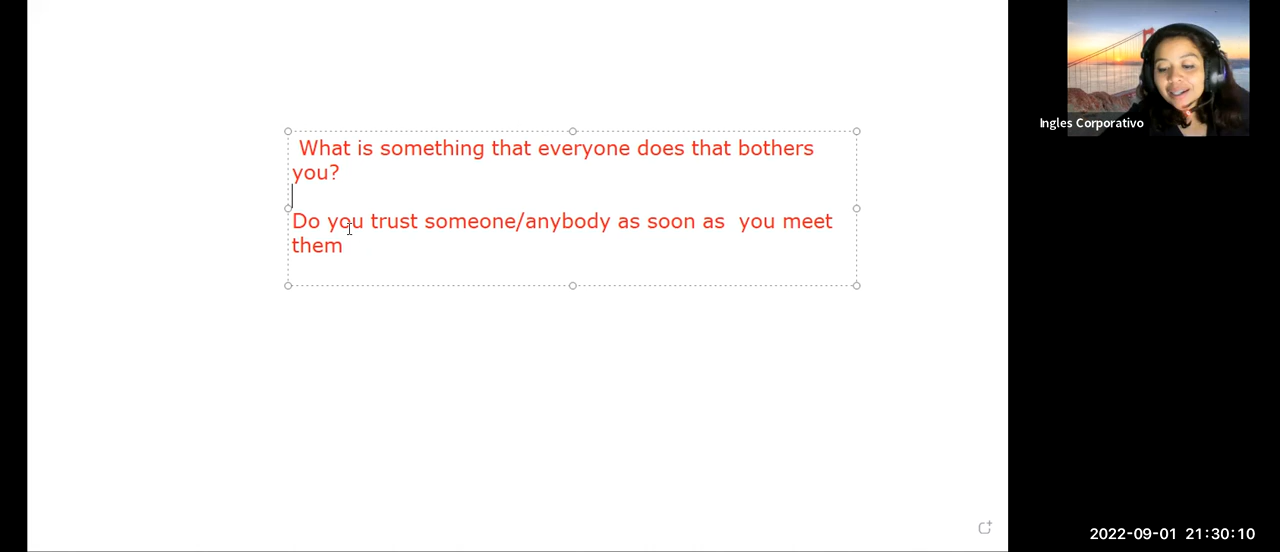 What is something that everyone does that bothers
you?
Do you trust someone/anybody as soon as  you meet
them
Ingles Corporativo
2022-09-01 21:30:10